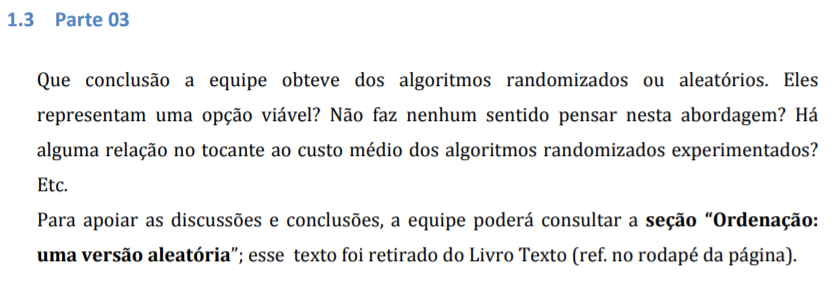 1.3 Parte 03
Que conclusão a equipe obteve dos algoritmos randomizados ou aleatórios. Eles
representam uma opção viável? Não faz nenhum sentido pensar nesta abordagem? Há
alguma relação no tocante ao custo médio dos algoritmos randomizados experimentados?
Etc.
Para apoiar as discussões e conclusões, a equipe poderá consultar a seção “Ordenação:
uma versão aleatória”; esse texto foi retirado do Livro Texto (ref. no rodapé da página).